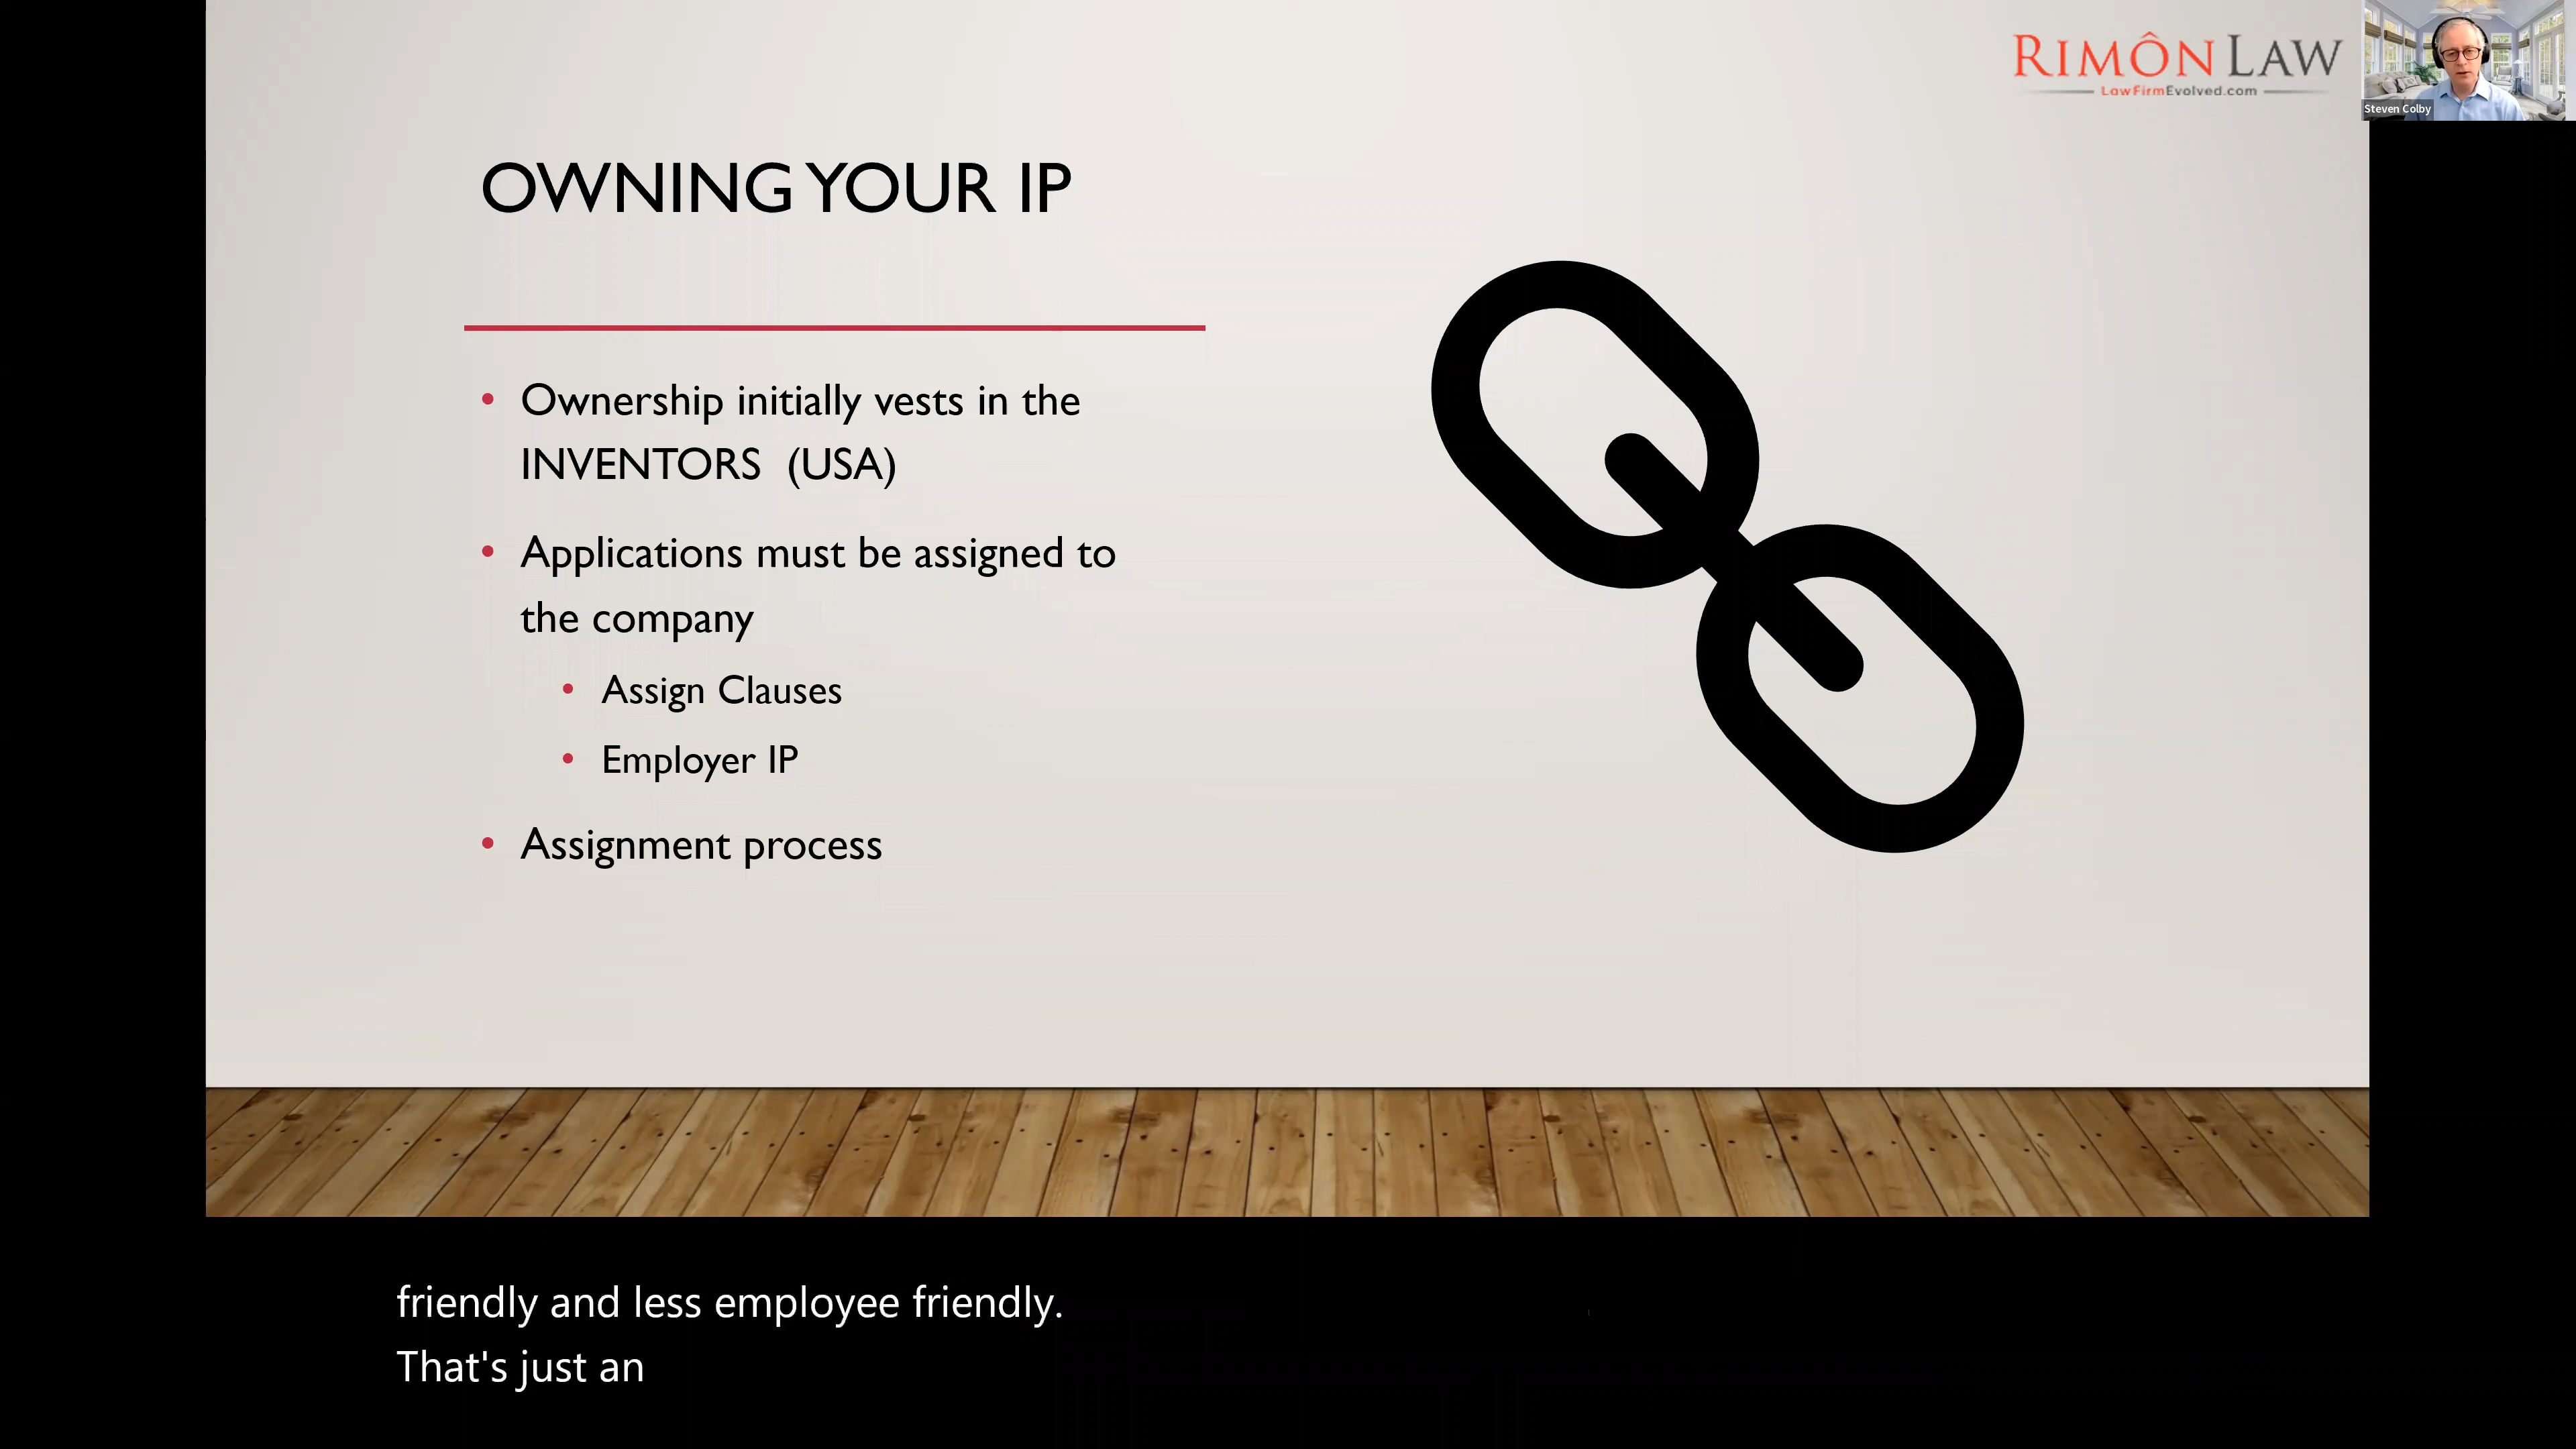 RIMÔN LAW
LawFirmEvolved.com
Steven Colby
OWNING YOUR IP
• Ownership initially vests in the
INVENTORS (USA)
• Applications must be assigned to
the company
• Assign Clauses
• Employer IP
• Assignment process
friendly and less employee friendly.
That's just an